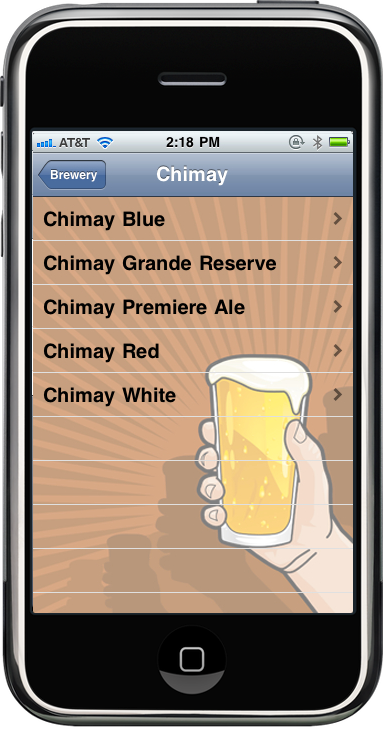 AT&T 2:18 PM
Brewery Chimay
Chimay Blue
Chimay Grande Reserve
Chimay Premiere Ale
Chimay Red
Chimay White